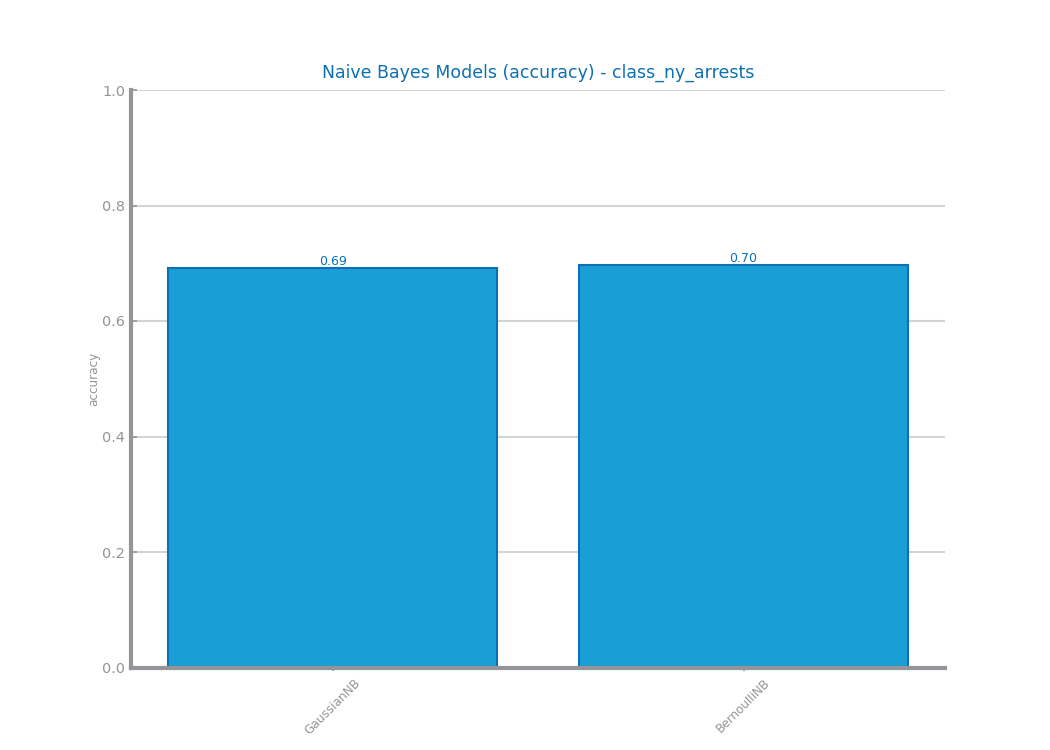 Naive Bayes Models (accuracy) - class_ny_arrests
1.0
0.8
0.6
0.4
0.2
0.0
accuracy
0.69
0.70
GaussianNB
BernoulliNB